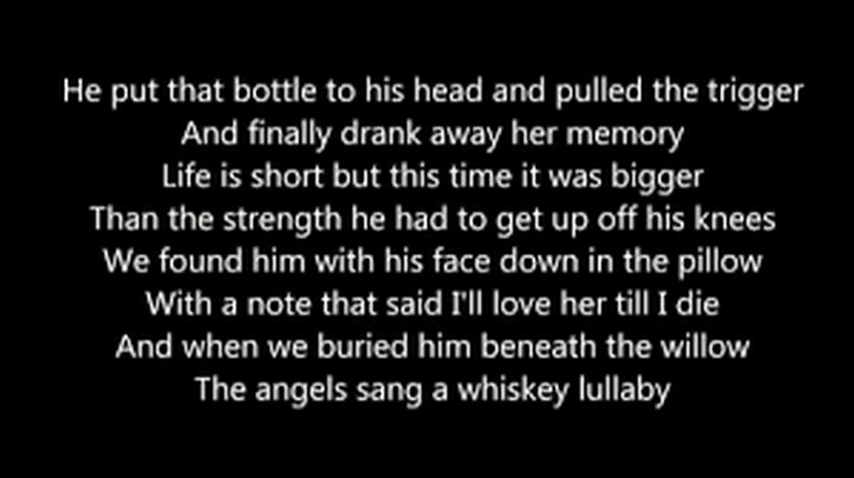 He put that bottle to his head and pulled the trigger
And finally drank away her memory
Life is short but this time it was bigger
Than the strength he had to get up off his knees
We found him with his face down in the pillow
With a note that said I'll love her till I die
And when we buried him beneath the willow
The angels sang a whiskey lullaby